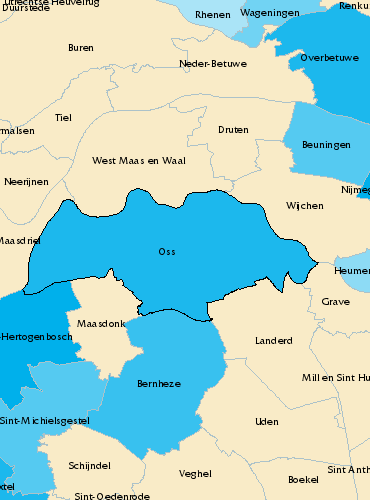 Utrechtse Heuvelrug
Duurstede
Rhenen
Wageningen
Renku
Buren
Neder-Betuwe
Overbetuwe
Tiel
Druten
rmalsen
Beuningen
West Maas en Waal
Neerijnen
Nijmeg
Wijchen
Maasdriel
Oss
Heumen
Grave
Maasdonk
-Hertogenbosch
Landerd
Mill en Sint Hu
Bernheze
Sint-Michielsgestel
Uden
Schijndel
Veghel
Sint Anth
Boekel
xtel
Sint-Oedenrode